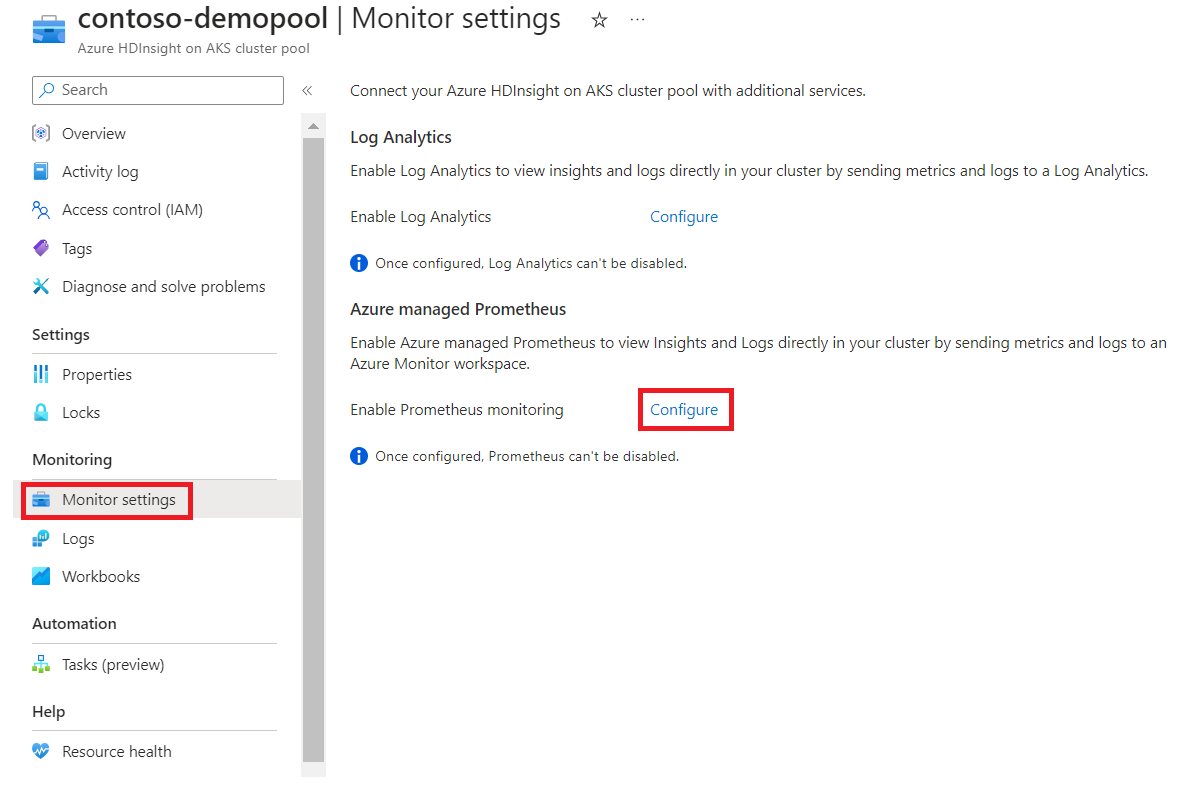 contoso-demopool | Monitor settings
Azure HDInsight on AKS cluster pool
Search
Overview
Activity log
Access control (IAM)
Tags
Diagnose and solve problems
Settings
Properties
Locks
Monitoring
Monitor settings
Logs
Workbooks
Automation
Tasks (preview)
Help
Resource health
Connect your Azure HDInsight on AKS cluster pool with additional services.
Log Analytics
Enable Log Analytics to view insights and logs directly in your cluster by sending metrics and logs to a Log Analytics.
Enable Log Analytics Configure
Once configured, Log Analytics can't be disabled.
Azure managed Prometheus
Enable Azure managed Prometheus to view Insights and Logs directly in your cluster by sending metrics and logs to an
Azure Monitor workspace.
Enable Prometheus monitoring Configure
Once configured, Prometheus can't be disabled.